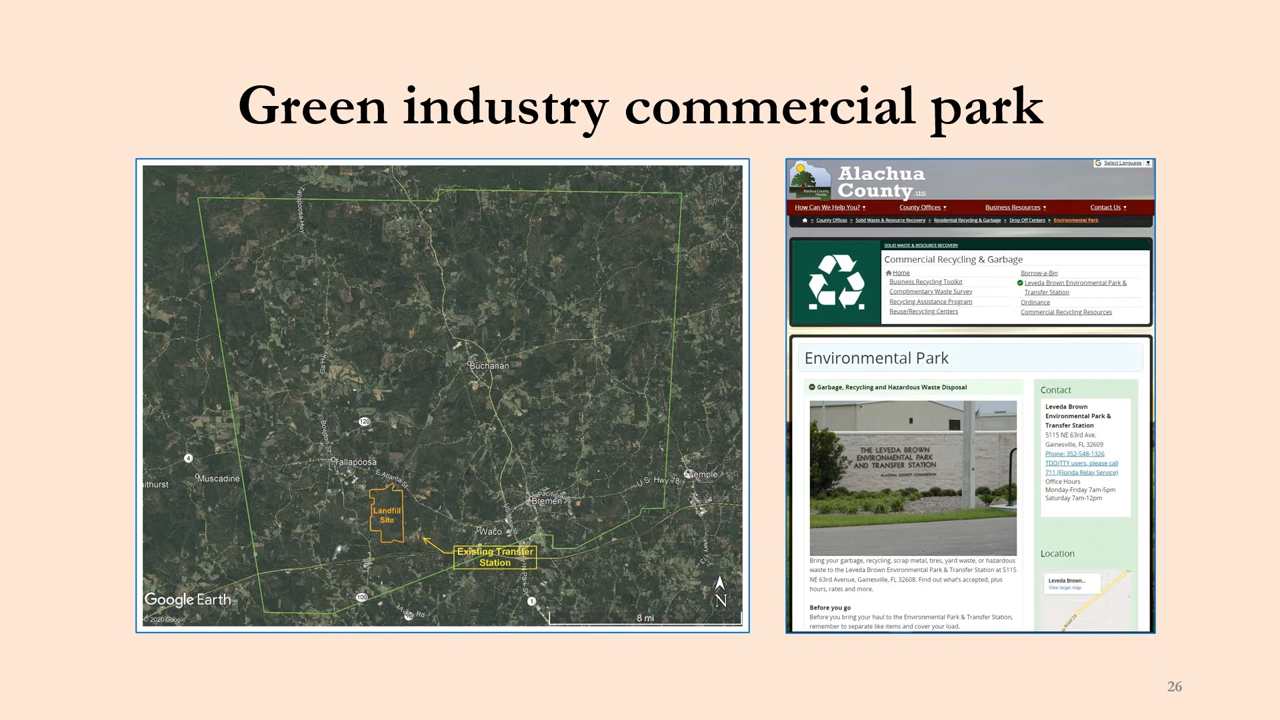 Green industry commercial park
Buchanan
Tallapoosa
Muscadine
Waco
Bremen
U.S. Hwy 78
Landfill
Site
Existing Transfer
Station
Google Earth
© 2020 Google
N
8 mi
Select Language
Alachua
County.us
How Can We Help You?
County Offices
Business Resources
Contact Us
County Offices » Solid Waste & Resource Recovery » Residential Recycling & Garbage » Drop Off Centers » Environmental Park
SOLID WASTE & RESOURCE RECOVERY
Commercial Recycling & Garbage
Home
Business Recycling Toolkit
Complimentary Waste Survey
Recycling Assistance Program
Reuse/Recycling Centers
Borrow-a-Bin
Leveda Brown Environmental Park &
Transfer Station
Ordinance
Commercial Recycling Resources
Environmental Park
Garbage, Recycling and Hazardous Waste Disposal
THE LEVEDA BROWN
ENVIRONMENTAL PARK
AND TRANSFER STATION
Bring your garbage, recycling, scrap metal, tires, yard waste, or hazardous
waste to the Leveda Brown Environmental Park & Transfer Station at 5115
NE 63rd Avenue, Gainesville, FL 32608. Find out what's accepted, plus
hours, rates and more.
Before you go
Before you bring your haul to the Environmental Park & Transfer Station,
remember to separate like items and cover your load.
Contact
Leveda Brown
Environmental Park &
Transfer Station
5115 NE 63rd Ave.
Gainesville, FL 32609
Phone: 352-548-1326
TDD/TTY users, please call
711 (Florida Relay Service)
Office Hours
Monday-Friday 7am-5pm
Saturday 7am-12pm
Location
Leveda Brown...
View larger map
26